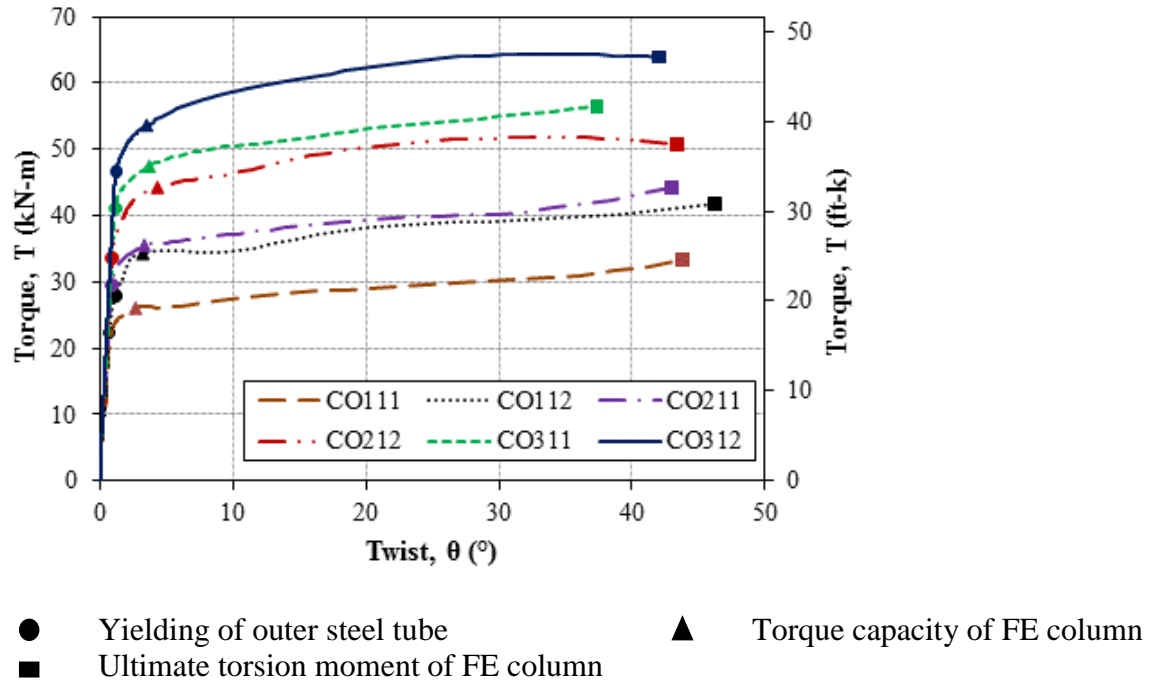 70
60
50
40
30
20
10
0
Torque, T (kN-m)
50
40
30
20
10
0
Torque, T (ft-k)
CO111 CO112 CO211
CO212 CO311 CO312
0 10 20 30 40 50
Twist, θ (°)
Yielding of outer steel tube Torque capacity of FE column
Ultimate torsion moment of FE column